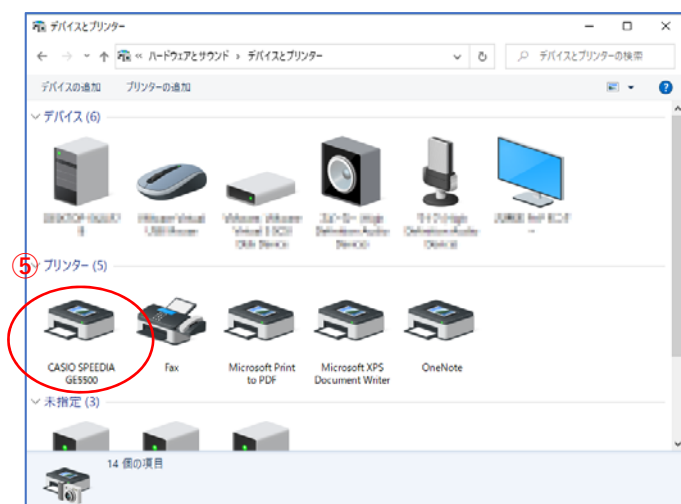 デバイスとプリンター
« ハードウェアとサウンド › デバイスとプリンター
デバイスとプリンターの検索
デバイスの追加 プリンターの追加
デバイス (6)
⑤
プリンター (5)
CASIO SPEEDIA
GE5500
Fax
Microsoft Print
to PDF
Microsoft XPS
Document Writer
OneNote
未指定 (3)
14 個の項目